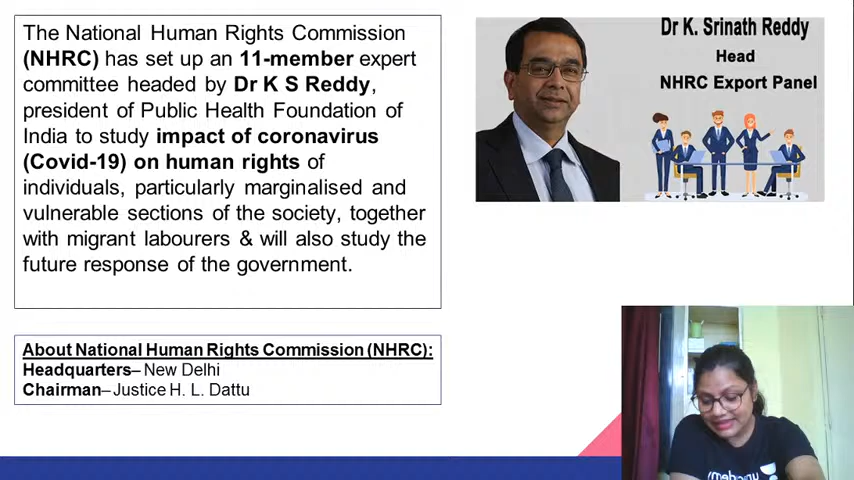 The National Human Rights Commission
(NHRC) has set up an 11-member expert
committee headed by Dr K S Reddy,
president of Public Health Foundation of
India to study impact of coronavirus
(Covid-19) on human rights of
individuals, particularly marginalised and
vulnerable sections of the society, together
with migrant labourers & will also study the
future response of the government.
About National Human Rights Commission (NHRC):
Headquarters– New Delhi
Chairman– Justice H. L. Dattu
Dr K. Srinath Reddy
Head
NHRC Export Panel